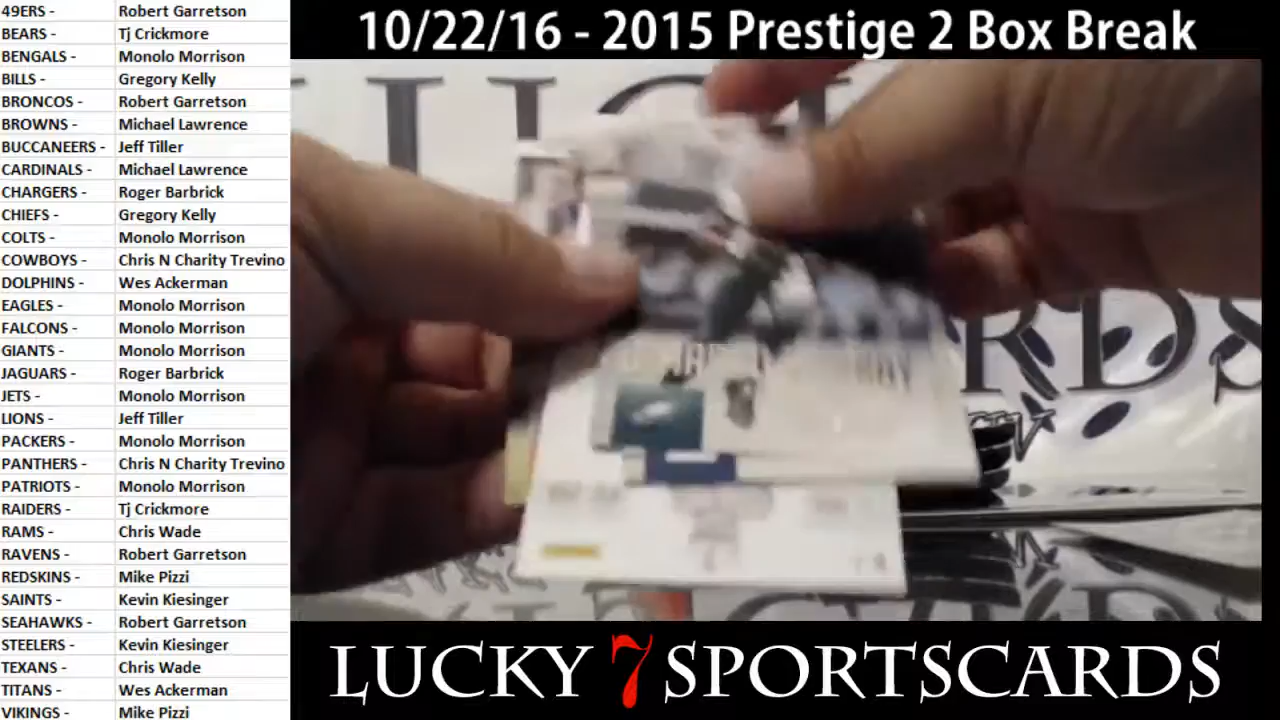 49ERS - Robert Garretson
BEARS - Tj Crickmore
BENGALS - Monolo Morrison
BILLS - Gregory Kelly
BRONCOS - Robert Garretson
BROWNS - Michael Lawrence
BUCCANEERS - Jeff Tiller
CARDINALS - Michael Lawrence
CHARGERS - Roger Barbrick
CHIEFS - Gregory Kelly
COLTS - Monolo Morrison
COWBOYS - Chris N Charity Trevino
DOLPHINS - Wes Ackerman
EAGLES - Monolo Morrison
FALCONS - Monolo Morrison
GIANTS - Monolo Morrison
JAGUARS - Roger Barbrick
JETS - Monolo Morrison
LIONS - Jeff Tiller
PACKERS - Monolo Morrison
PANTHERS - Chris N Charity Trevino
PATRIOTS - Monolo Morrison
RAIDERS - Tj Crickmore
RAMS - Chris Wade
RAVENS - Robert Garretson
REDSKINS - Mike Pizzi
SAINTS - Kevin Kiesinger
SEAHAWKS - Robert Garretson
STEELERS - Kevin Kiesinger
TEXANS - Chris Wade
TITANS - Wes Ackerman
VIKINGS - Mike Pizzi
10/22/16 - 2015 Prestige 2 Box Break
LUCKY 7 SPORTSCARDS